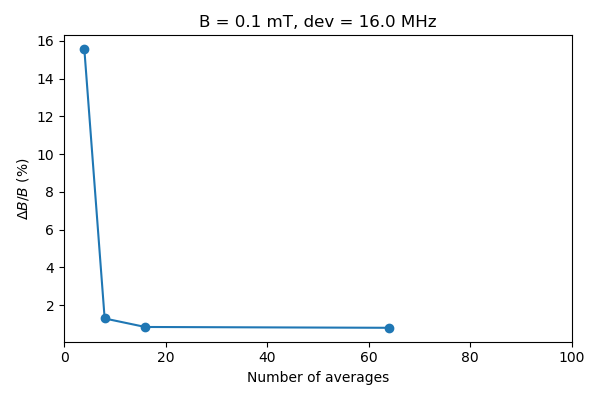 B = 0.1 mT, dev = 16.0 MHz
16
14
12
10
8
6
4
2
ΔB/B (%)
0 20 40 60 80 100
Number of averages